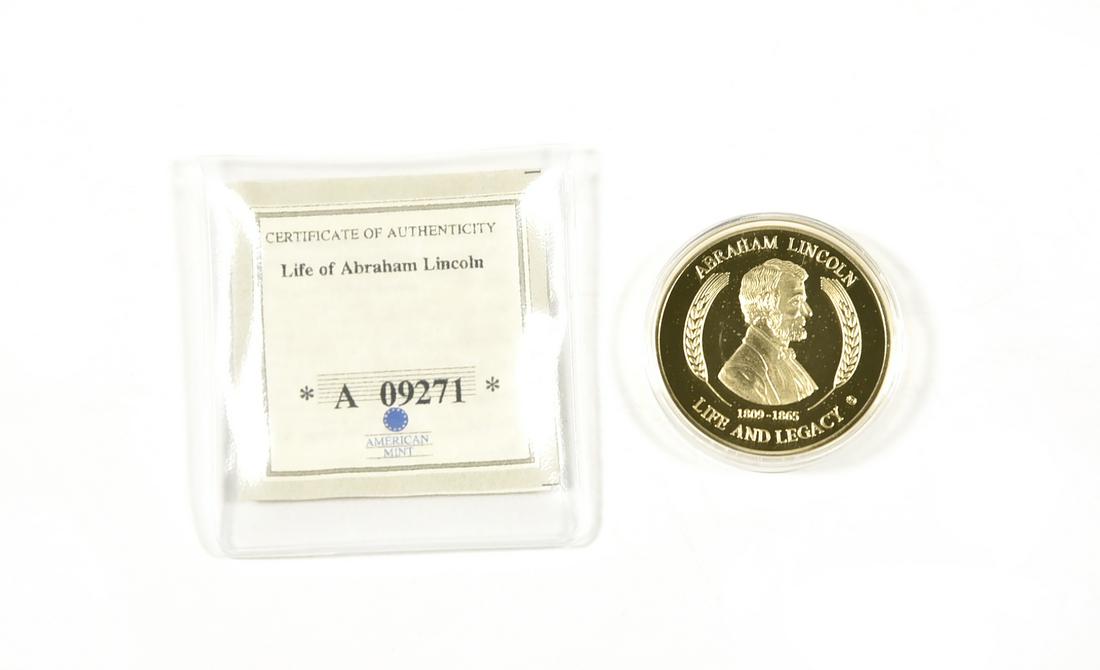 CERTIFICATE OF AUTHENTICITY
Life of Abraham Lincoln
* A 09271 *
AMERICAN
MINT
ABRAHAM LINCOLN
1809-1865
LIFE AND LEGACY